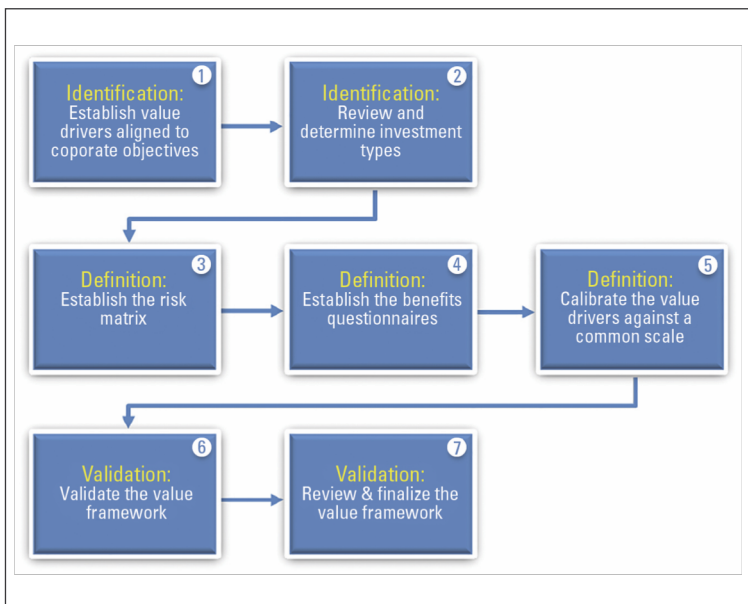 1
Identification:
Establish value
drivers aligned to
coporate objectives
2
Identification:
Review and
determine investment
types
3
Definition:
Establish the risk
matrix
4
Definition:
Establish the benefits
questionnaires
5
Definition:
Calibrate the value
drivers against a
common scale
6
Validation:
Validate the value
framework
7
Validation:
Review & finalize the
value framework